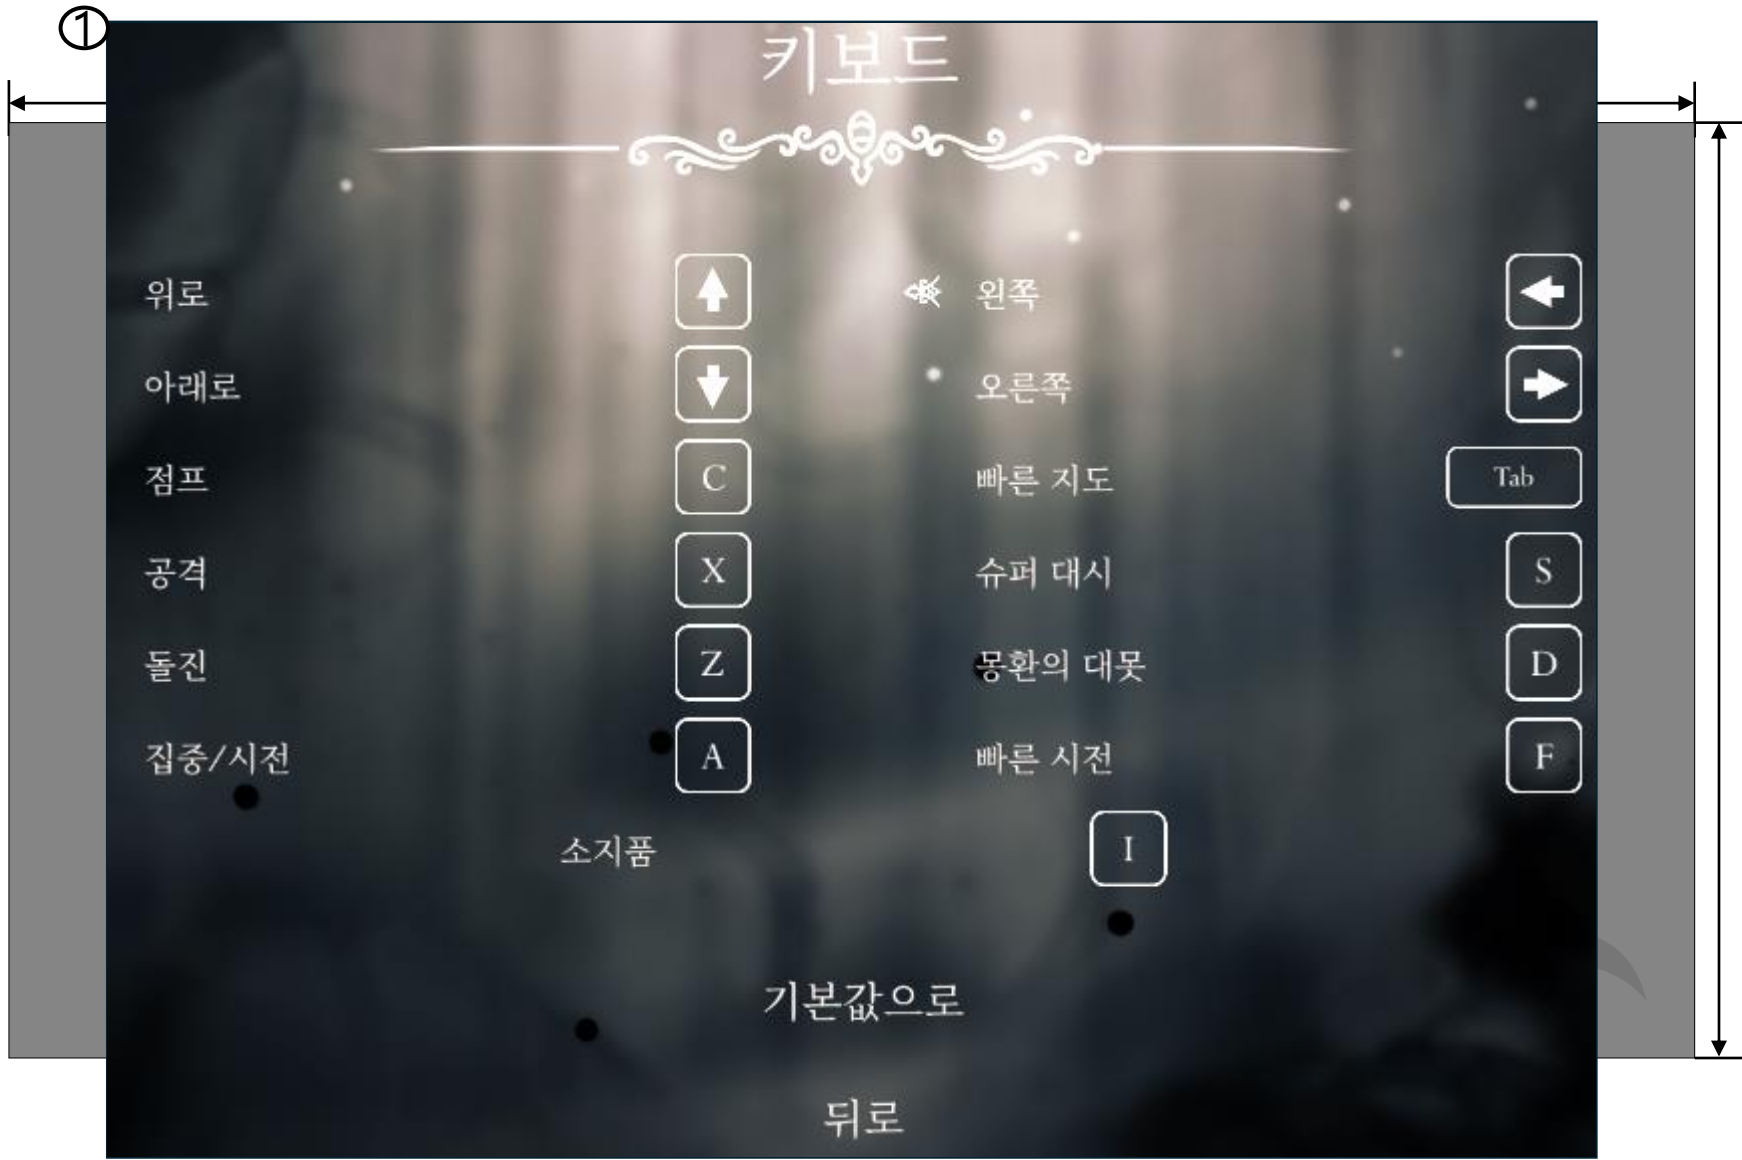 ①
키보드
위로
왼쪽
아래로
오른쪽
점프 C
빠른 지도 Tab
공격 X
슈퍼 대시 S
돌진 Z
몽환의 대못 D
집중/시전 A
빠른 시전 F
소지품 I
기본값으로
뒤로